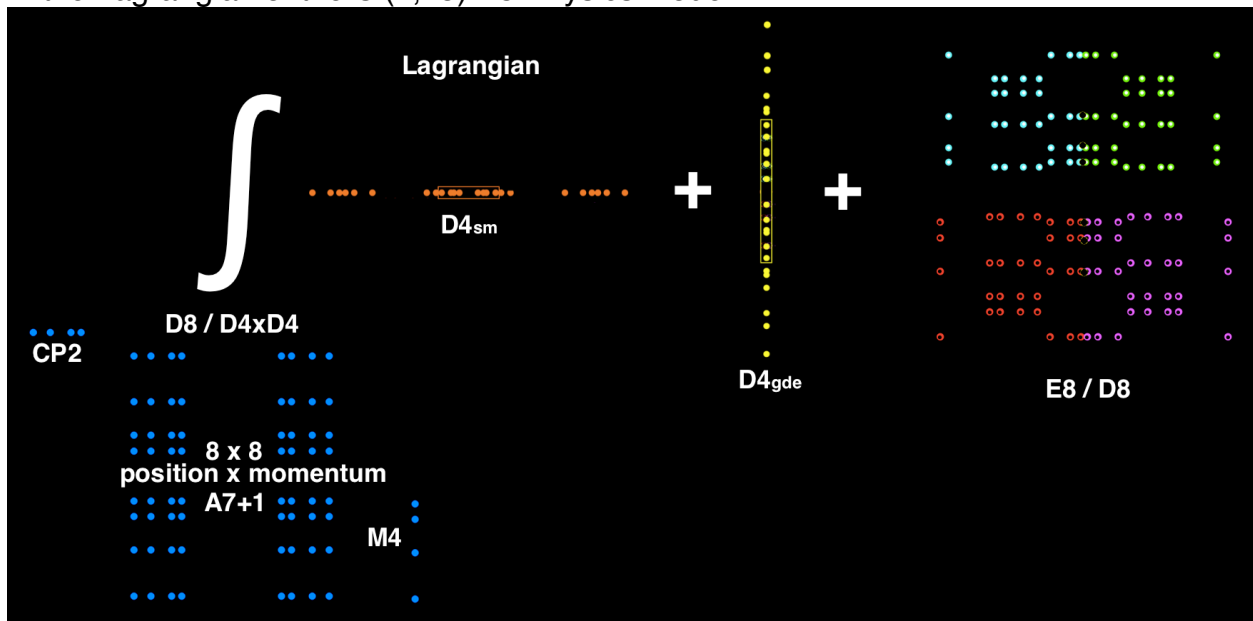 Lagrangian
D4sm
D8 / D4xD4
CP2
D4gde
E8 / D8
8 x 8
position x momentum
A7+1
M4